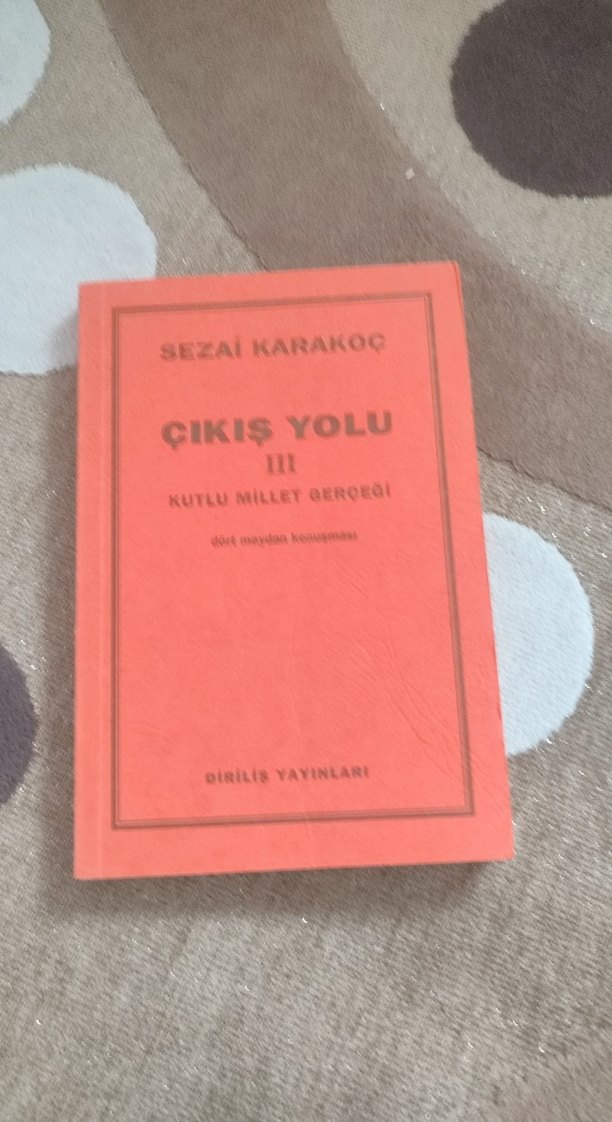 SEZAİ KARAKOÇ
ÇIKIŞ YOLU
III
KUTLU MİLLET GERÇEĞİ
dört meydan konuşması
DİRİLİŞ YAYINLARI